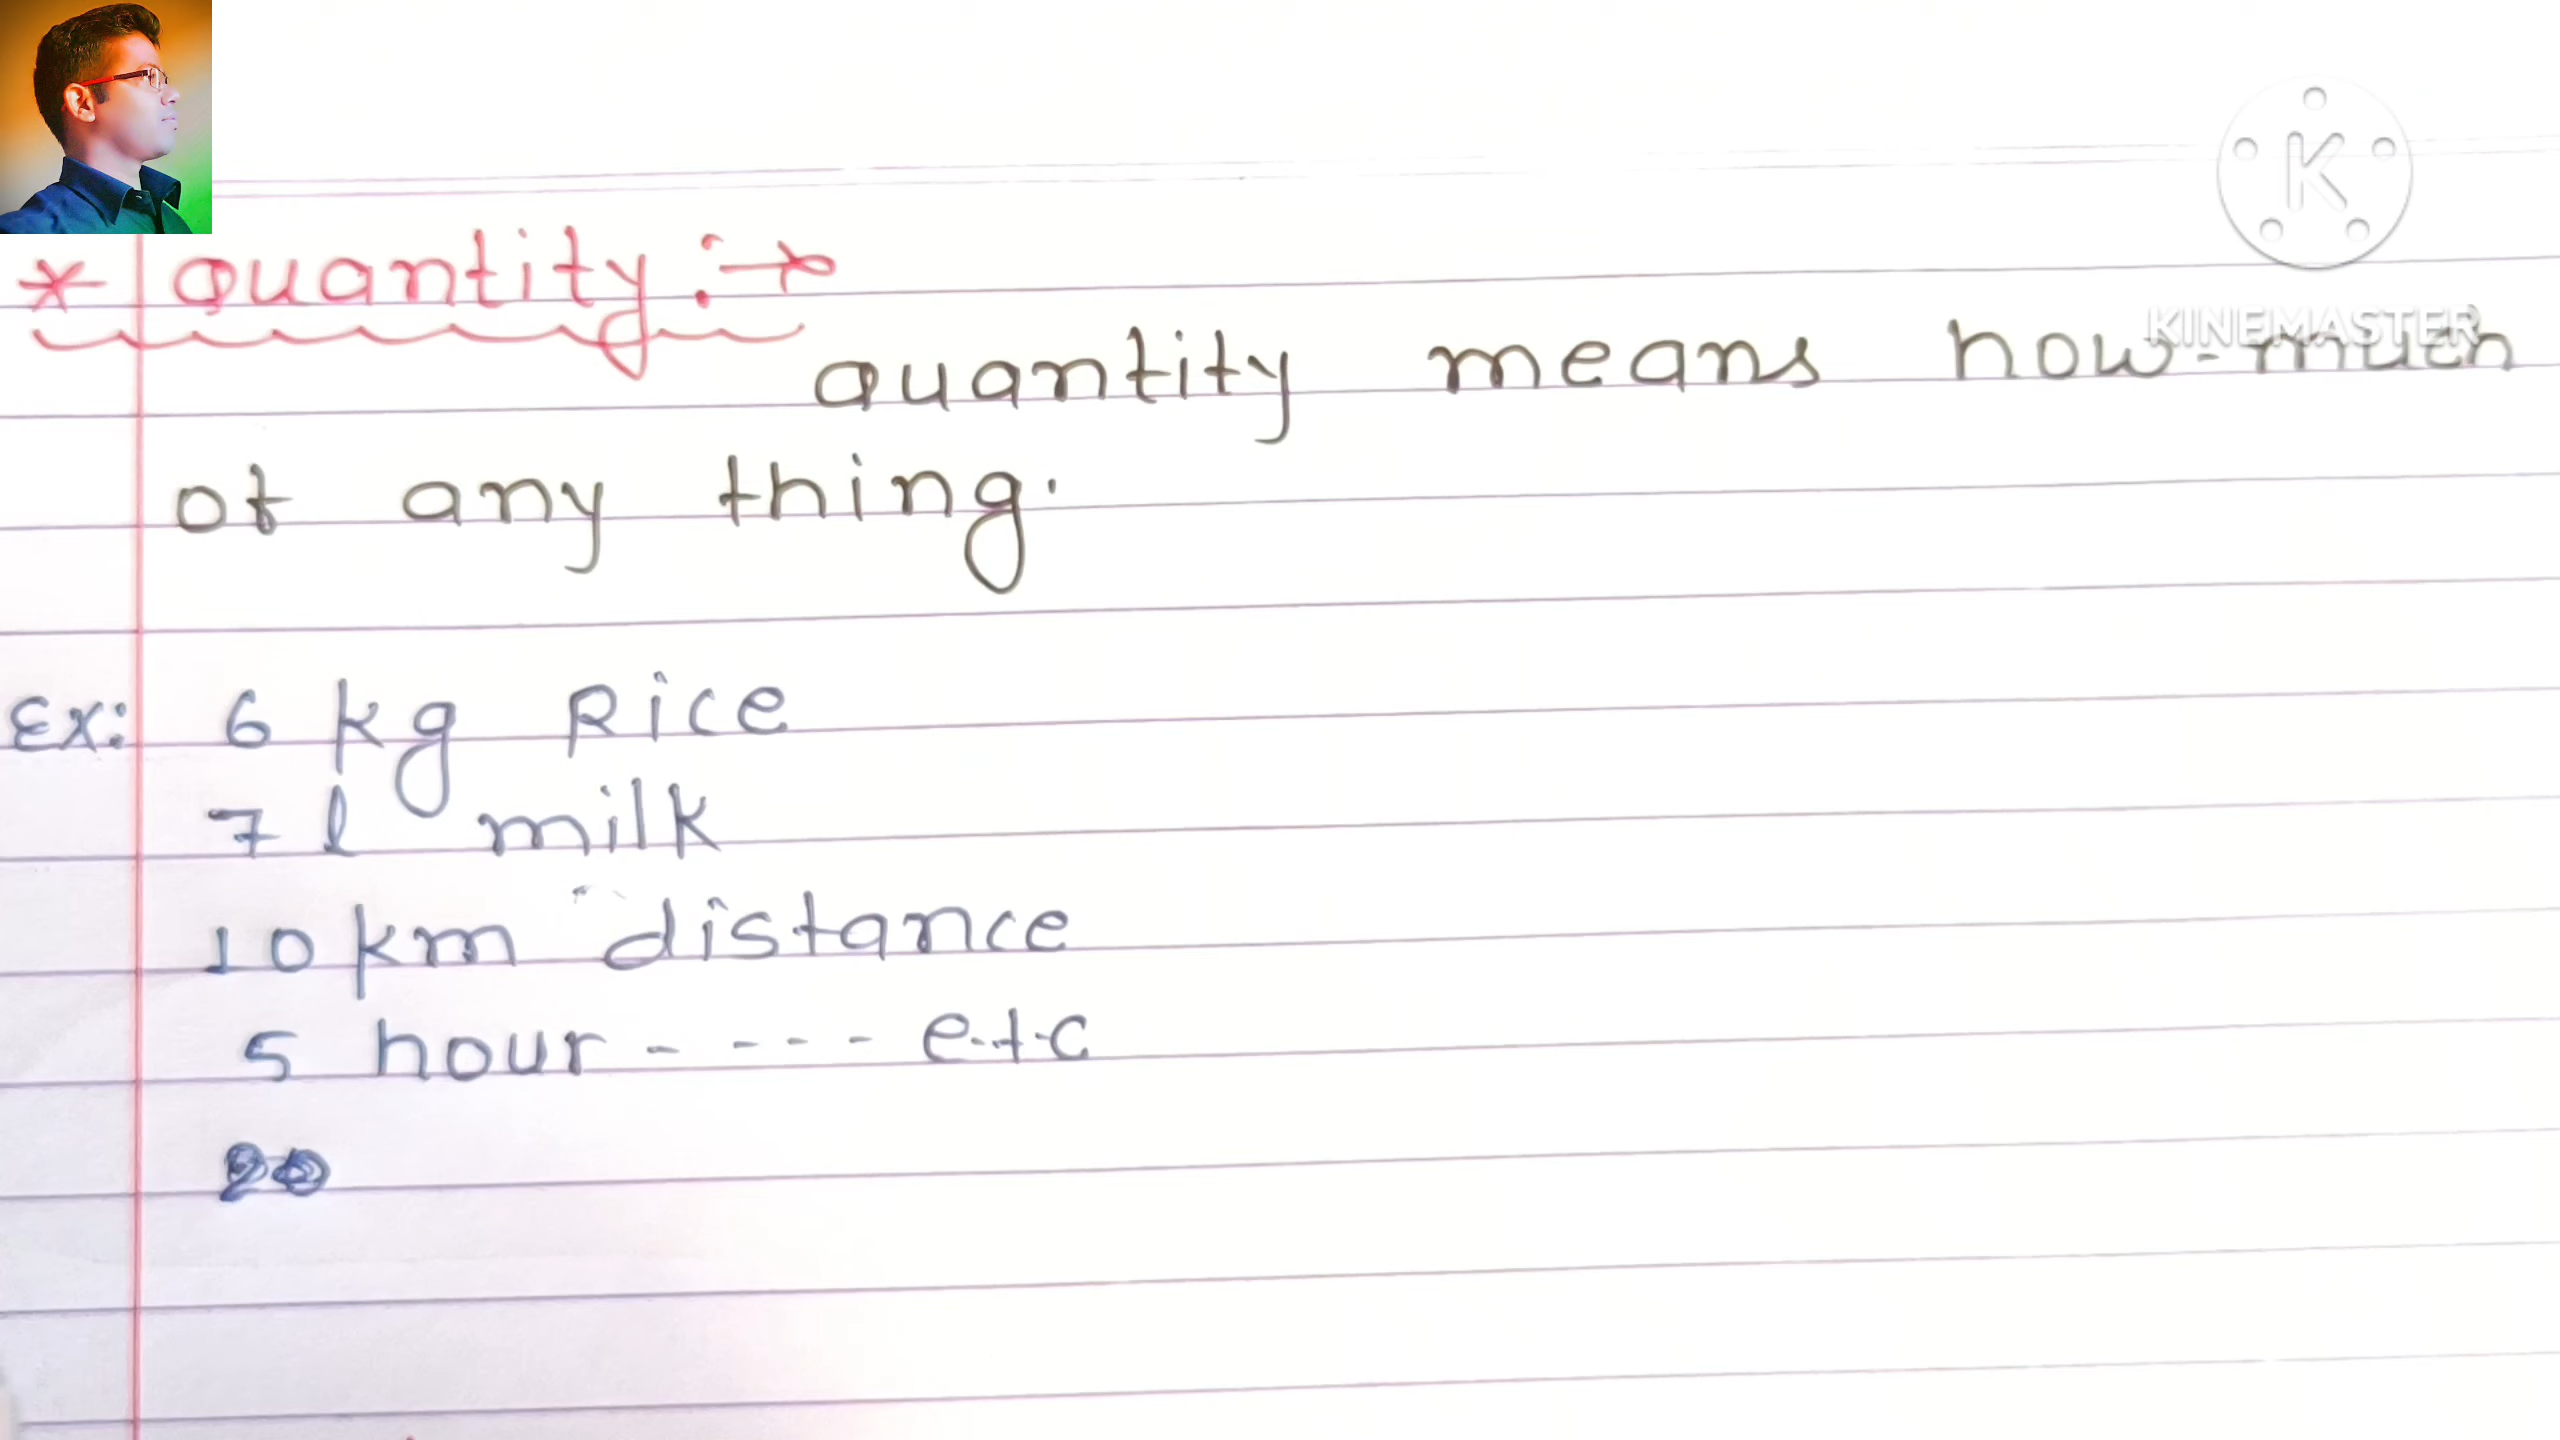 * quantity :→
KINEMASTER
quantity means how-much
of any thing.
Ex: 6 kg Rice
7 l milk
10 km distance
5 hour - - - - - e.t.c